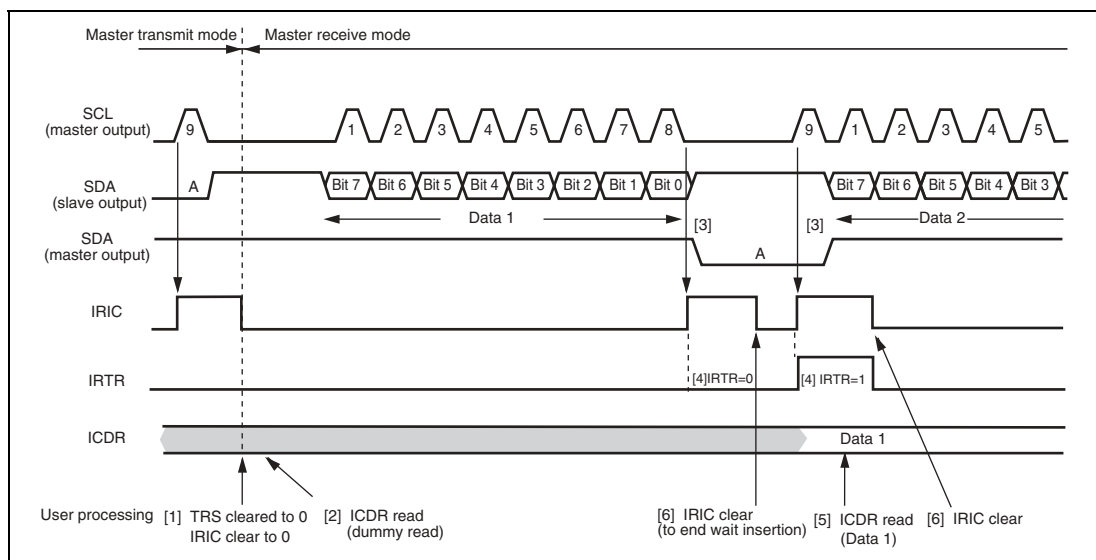 Master transmit mode Master receive mode
SCL
(master output)
9 1 2 3 4 5 6 7 8 9 1 2 3 4 5
SDA
(slave output)
A Bit 7 Bit 6 Bit 5 Bit 4 Bit 3 Bit 2 Bit 1 Bit 0 Bit 7 Bit 6 Bit 5 Bit 4 Bit 3
Data 1 [3] [3] Data 2
SDA
(master output)
A
IRIC
IRTR
[4]IRTR=0 [4] IRTR=1
ICDR
Data 1
User processing
[1] TRS cleared to 0
IRIC clear to 0
[2] ICDR read
(dummy read)
[6] IRIC clear
(to end wait insertion)
[5] ICDR read
(Data 1)
[6] IRIC clear